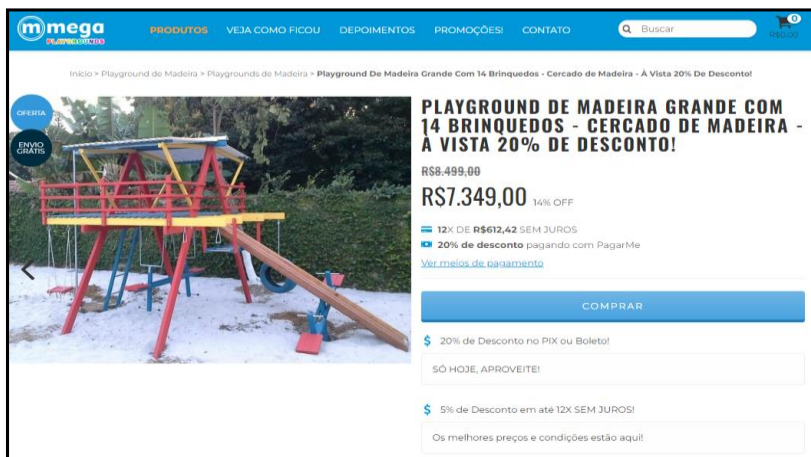 mmega
PLAYGROUNDS
PRODUTOS VEJA COMO FICOU DEPOIMENTOS PROMOÇÕES! CONTATO
Buscar
0
R$0,00
Início > Playground de Madeira > Playgrounds de Madeira > Playground De Madeira Grande Com 14 Brinquedos - Cercado de Madeira - À Vista 20% De Desconto!
OFERTA
ENVIO
GRÁTIS
PLAYGROUND DE MADEIRA GRANDE COM
14 BRINQUEDOS - CERCADO DE MADEIRA -
À VISTA 20% DE DESCONTO!
R$8.499,00
R$7.349,00 14% OFF
12X DE R$612,42 SEM JUROS
20% de desconto pagando com PagarMe
Ver meios de pagamento
COMPRAR
$ 20% de Desconto no PIX ou Boleto!
SÓ HOJE, APROVEITE!
$ 5% de Desconto em até 12X SEM JUROS!
Os melhores preços e condições estão aqui!